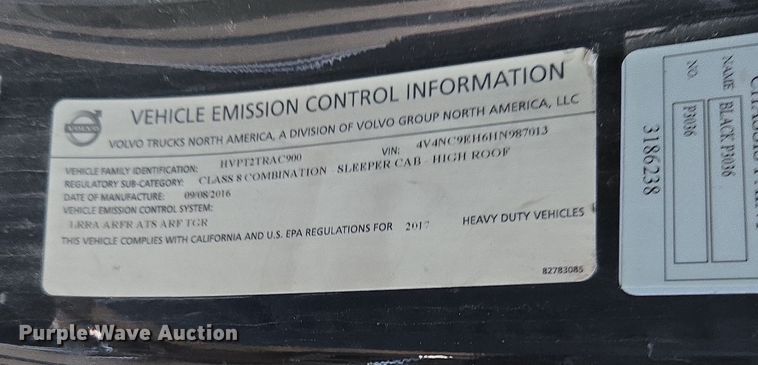 VOLVO
VEHICLE EMISSION CONTROL INFORMATION
VOLVO TRUCKS NORTH AMERICA, A DIVISION OF VOLVO GROUP NORTH AMERICA, LLC
VEHICLE FAMILY IDENTIFICATION: HVPT2TRAC900 VIN: 4V4NC9EH6HN987013
REGULATORY SUB-CATEGORY: CLASS 8 COMBINATION - SLEEPER CAB - HIGH ROOF
DATE OF MANUFACTURE: 09/08/2016
VEHICLE EMISSION CONTROL SYSTEM:
LRRA ARFR ATS ARF TGR
THIS VEHICLE COMPLIES WITH CALIFORNIA AND U.S. EPA REGULATIONS FOR 2017 HEAVY DUTY VEHICLES
82783085
NAME BLACK P3036
NO. P3036
3186238
Purple Wave Auction